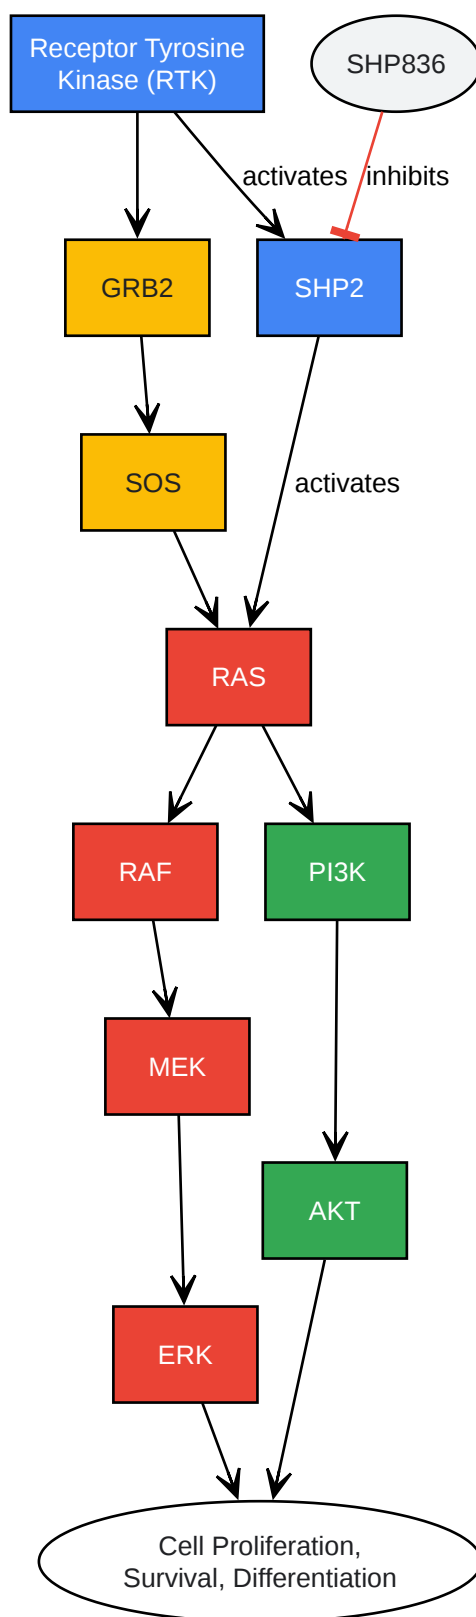 Receptor Tyrosine
Kinase (RTK)
SHP836
activates
inhibits
GRB2
SHP2
SOS
activates
RAS
RAF
PI3K
MEK
AKT
ERK
Cell Proliferation,
Survival, Differentiation